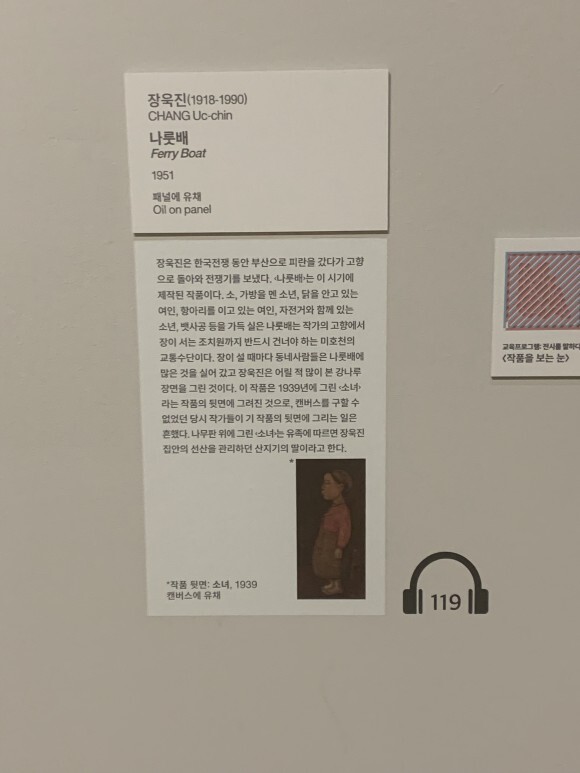 장욱진(1918-1990)
CHANG Uc-chin
나룻배
Ferry Boat
1951
패널에 유채
Oil on panel
장욱진은 한국전쟁 동안 부산으로 피란을 갔다가 고향
으로 돌아와 전쟁기를 보냈다. ‹나룻배›는 이 시기에
제작된 작품이다. 소, 가방을 멘 소년, 닭을 안고 있는
여인, 항아리를 이고 있는 여인, 자전거와 함께 있는
소년, 뱃사공 등을 가득 실은 나룻배는 작가의 고향에서
장이 서는 조치원까지 반드시 건너야 하는 미호천의
교통수단이다. 장이 설 때마다 동네사람들은 나룻배에
많은 것을 실어 갔고 장욱진은 어릴 적 많이 본 강나루
장면을 그린 것이다. 이 작품은 1939년에 그린 ‹소녀›
라는 작품의 뒷면에 그려진 것으로, 캔버스를 구할 수
없었던 당시 작가들이 기 작품의 뒷면에 그리는 일은
흔했다. 나무판 위에 그린 ‹소녀›는 유족에 따르면 장욱진
집안의 선산을 관리하던 산지기의 딸이라고 한다.
*
*작품 뒷면: 소녀, 1939
캔버스에 유채
119
교육프로그램: 전시를 말하다
〈작품을 보는 눈〉